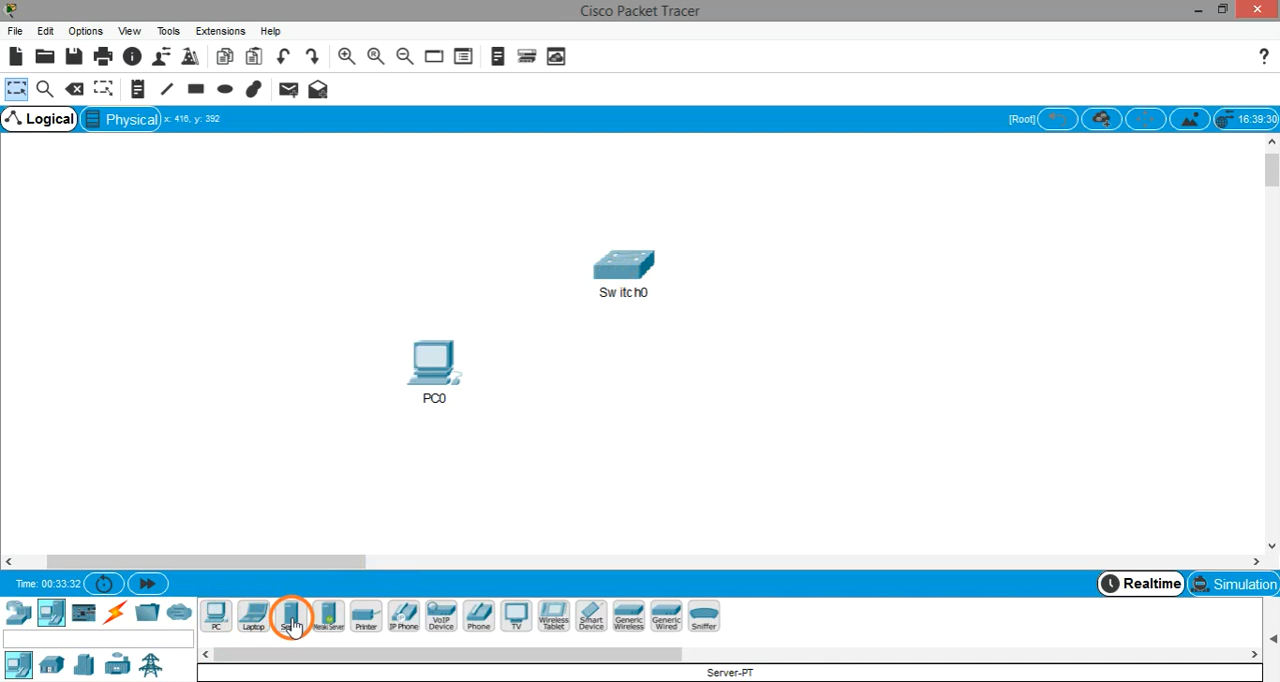 Cisco Packet Tracer
File Edit Options View Tools Extensions Help
?
Logical Physical x: 416, y: 392 [Root] 16:39:30
Switch0
PC0
Time: 00:33:32 Realtime Simulation
PC Laptop Meraki Server Printer IP Phone VoIP Device Phone TV Wireless Tablet Smart Device Generic Wireless Generic Wired Sniffer
Server-PT